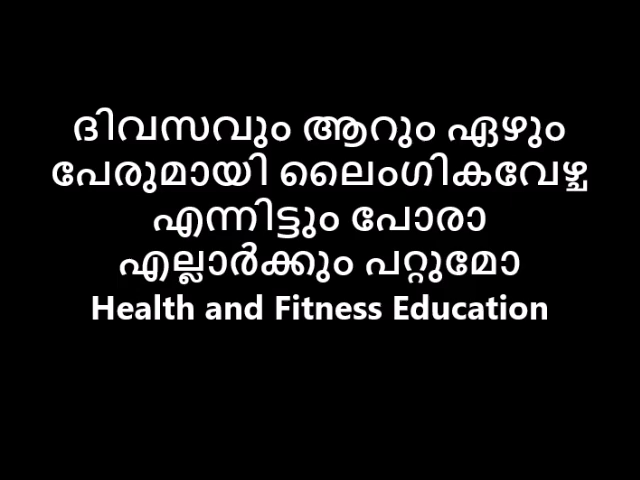 ദിവസവും ആറും ഏഴും
പേരുമായി ലൈംഗികവേഴ്ച
എന്നിട്ടും പോരാ
എല്ലാർക്കും പറ്റുമോ
Health and Fitness Education